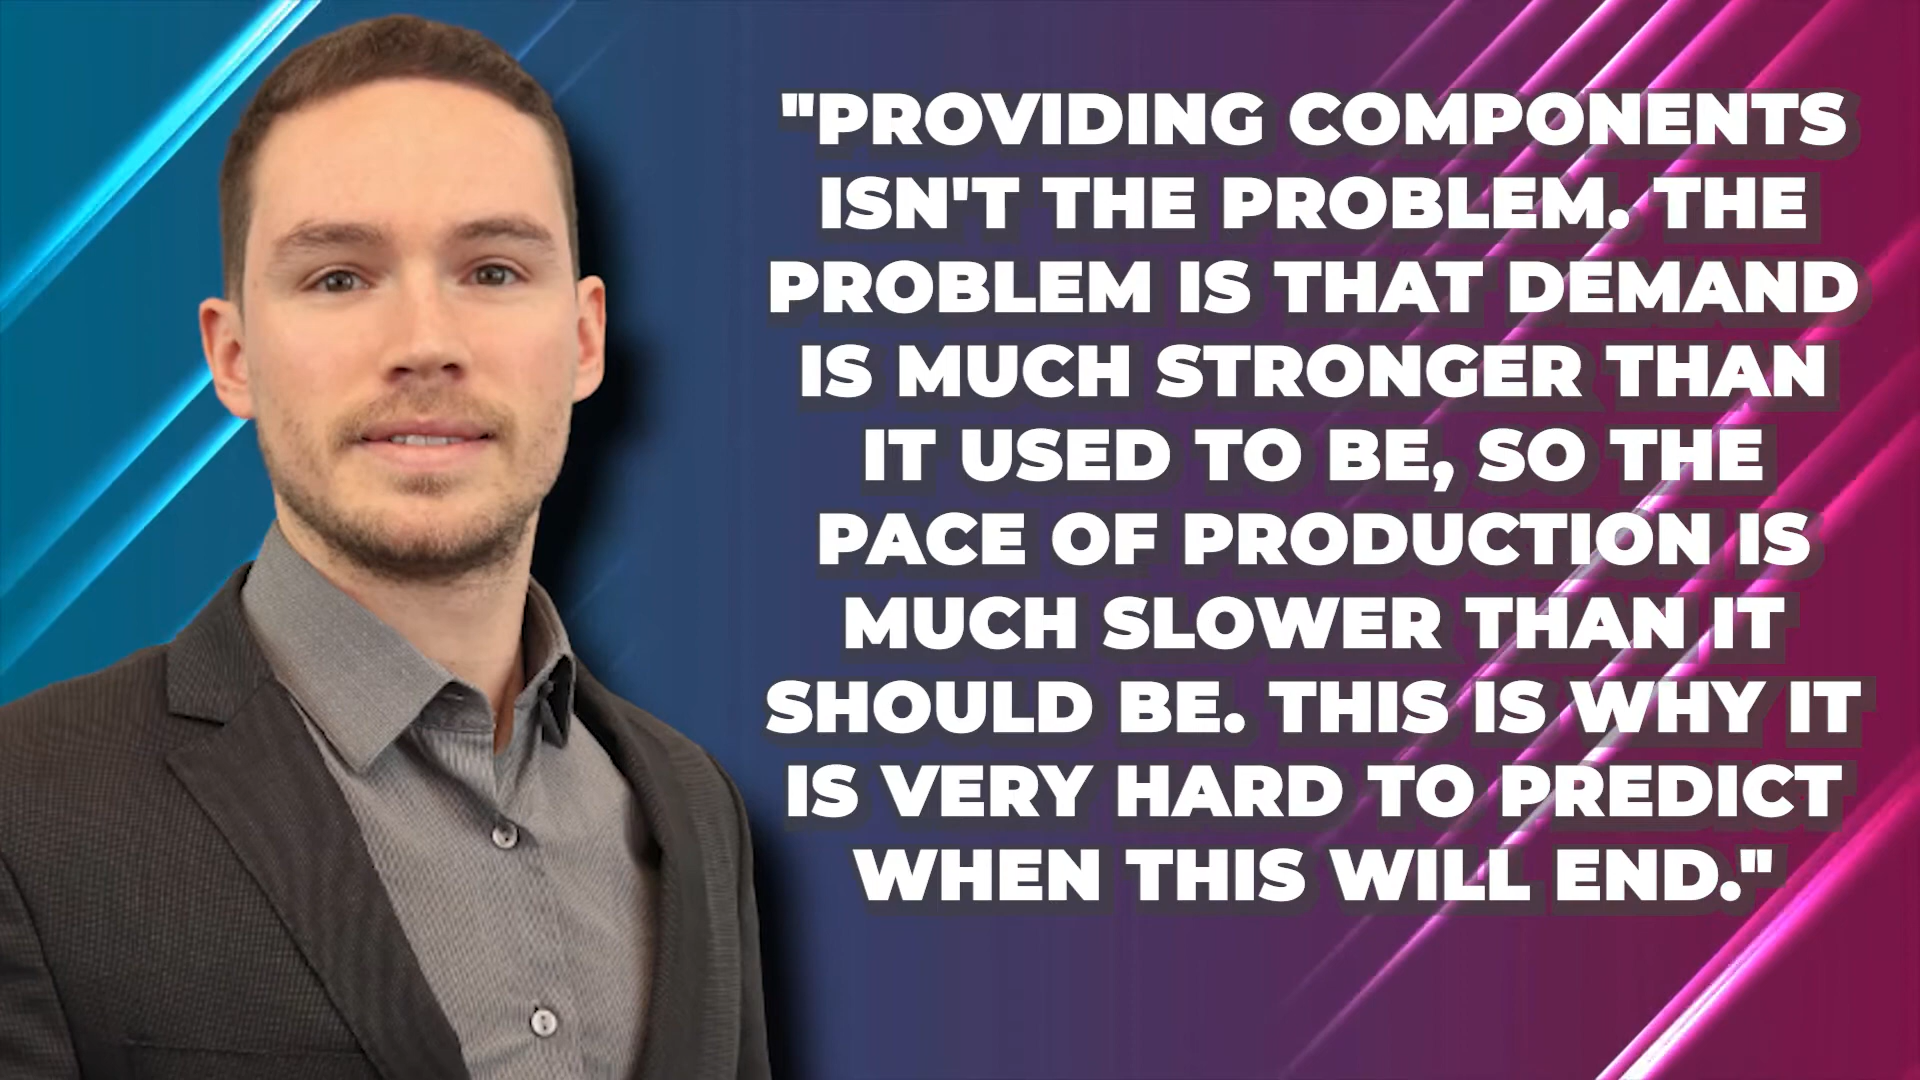 "PROVIDING COMPONENTS
ISN'T THE PROBLEM. THE
PROBLEM IS THAT DEMAND
IS MUCH STRONGER THAN
IT USED TO BE, SO THE
PACE OF PRODUCTION IS
MUCH SLOWER THAN IT
SHOULD BE. THIS IS WHY IT
IS VERY HARD TO PREDICT
WHEN THIS WILL END."